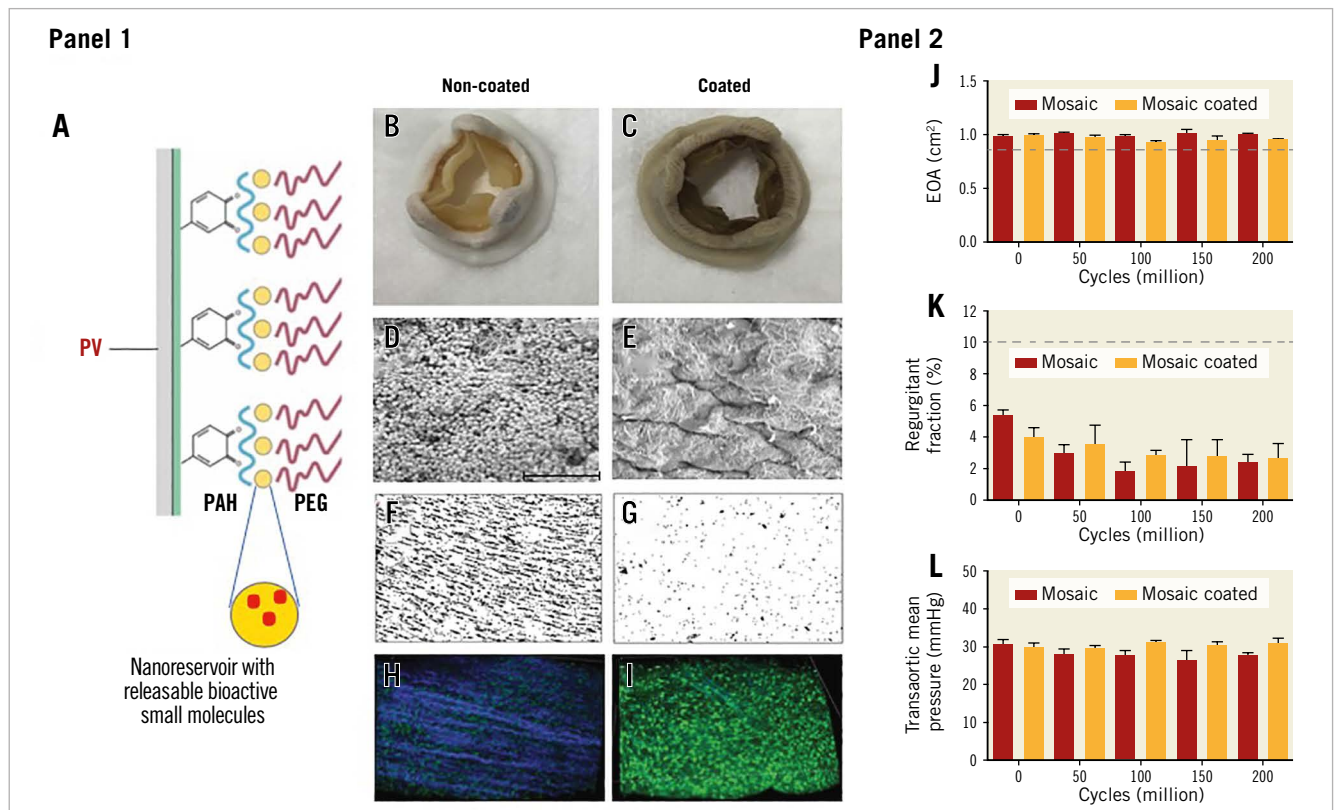 Panel 1
Panel 2
Non-coated
Coated
A
PV
PAH
PEG
Nanoreservoir with
releasable bioactive
small molecules
B
C
D
E
F
G
H
I
J
EOA (cm²)
1.5
1.0
0.5
0.0
Mosaic
Mosaic coated
0
50
100
150
200
Cycles (million)
K
Regurgitant
fraction (%)
12
10
8
6
4
2
0
Mosaic
Mosaic coated
0
50
100
150
200
Cycles (million)
L
Transaortic mean
pressure (mmHg)
50
40
30
20
10
0
Mosaic
Mosaic coated
0
50
100
150
200
Cycles (million)